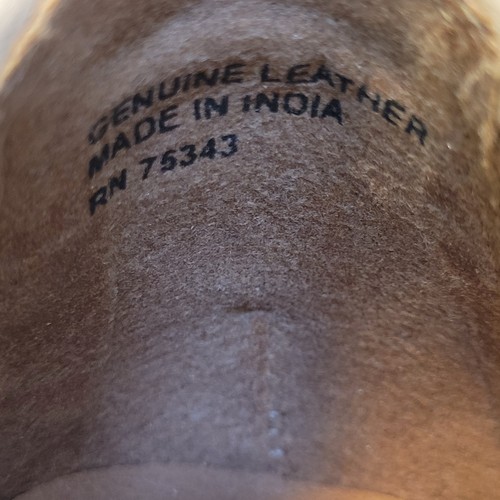 GENUINE LEATHER
MADE IN INDIA
RN 75343